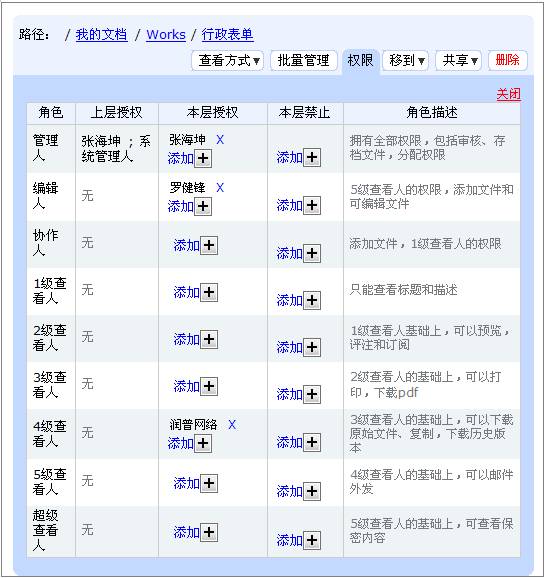 路径: / 我的文档 / Works / 行政表单
查看方式▼ 批量管理 权限 移到▼ 共享▼ 删除
关闭
角色 上层授权 本层授权 本层禁止 角色描述
管理人 张海坤 ;系统管理人 张海坤 X 添加+ 添加+ 拥有全部权限,包括审核、存档文件,分配权限
编辑人 无 罗健锋 X 添加+ 添加+ 5级查看人的权限,添加文件和可编辑文件
协作人 无 添加+ 添加+ 添加文件,1级查看人的权限
1级查看人 无 添加+ 添加+ 只能查看标题和描述
2级查看人 无 添加+ 添加+ 1级查看人基础上,可以预览,评注和订阅
3级查看人 无 添加+ 添加+ 2级查看人的基础上,可以打印,下载pdf
4级查看人 无 润普网络 X 添加+ 添加+ 3级查看人的基础上,可以下载原始文件、复制,下载历史版本
5级查看人 无 添加+ 添加+ 4级查看人的基础上,可以邮件外发
超级查看人 无 添加+ 添加+ 5级查看人的基础上,可查看保密内容